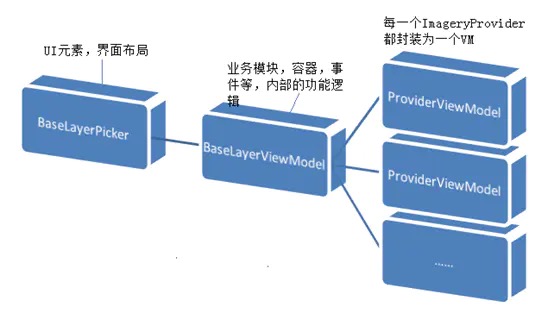 UI元素，界面布局
BaseLayerPicker
业务模块，容器，事
件等，内部的功能逻
辑
BaseLayerViewModel
每一个ImageryProvider
都封装为一个VM
ProviderViewModel
ProviderViewModel
……